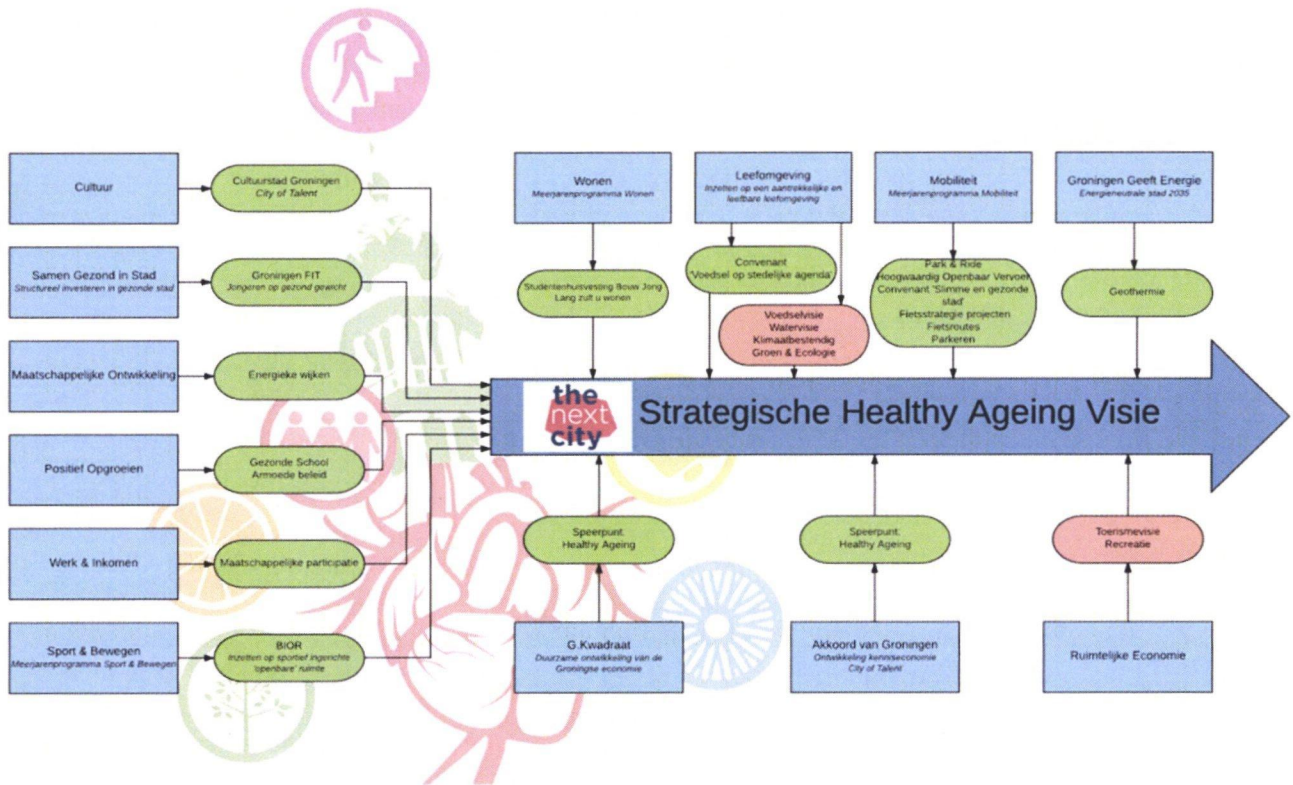 Cultuur
Cultuurstad Groningen
City of Talent
Samen Gezond in Stad
Structureel investeren in gezonde stad
Groningen FIT
Jongeren op gezond gewicht
Maatschappelijke Ontwikkeling
Energieke wijken
Positief Opgroeien
Gezonde School
Armoede beleid
Werk & Inkomen
Maatschappelijke participatie
Sport & Bewegen
Meerjarenprogramma Sport & Bewegen
BIOR
Inzetten op sportief ingerichte
'openbare' ruimte
Wonen
Meerjarenprogramma Wonen
Studentenhuisvesting Bouw Jong
Lang zult u wonen
Leefomgeving
Inzetten op een aantrekkelijke en
leefbare leefomgeving
Convenant
'Voedsel op stedelijke agenda'
Voedselvisie
Watervisie
Klimaatbestendig
Groen & Ecologie
Mobiliteit
Meerjarenprogramma Mobiliteit
Park & Ride
Hoogwaardig Openbaar Vervoer
Convenant 'Slimme en gezonde
stad'
Fietsstrategie projecten
Fietsroutes
Parkeren
Groningen Geeft Energie
Energieneutrale stad 2035
Geothermie
the
next
city
Strategische Healthy Ageing Visie
Speerpunt:
Healthy Ageing
G.Kwadraat
Duurzame ontwikkeling van de
Groningse economie
Speerpunt:
Healthy Ageing
Akkoord van Groningen
Ontwikkeling kenniseconomie
City of Talent
Toerismevisie
Recreatie
Ruimtelijke Economie